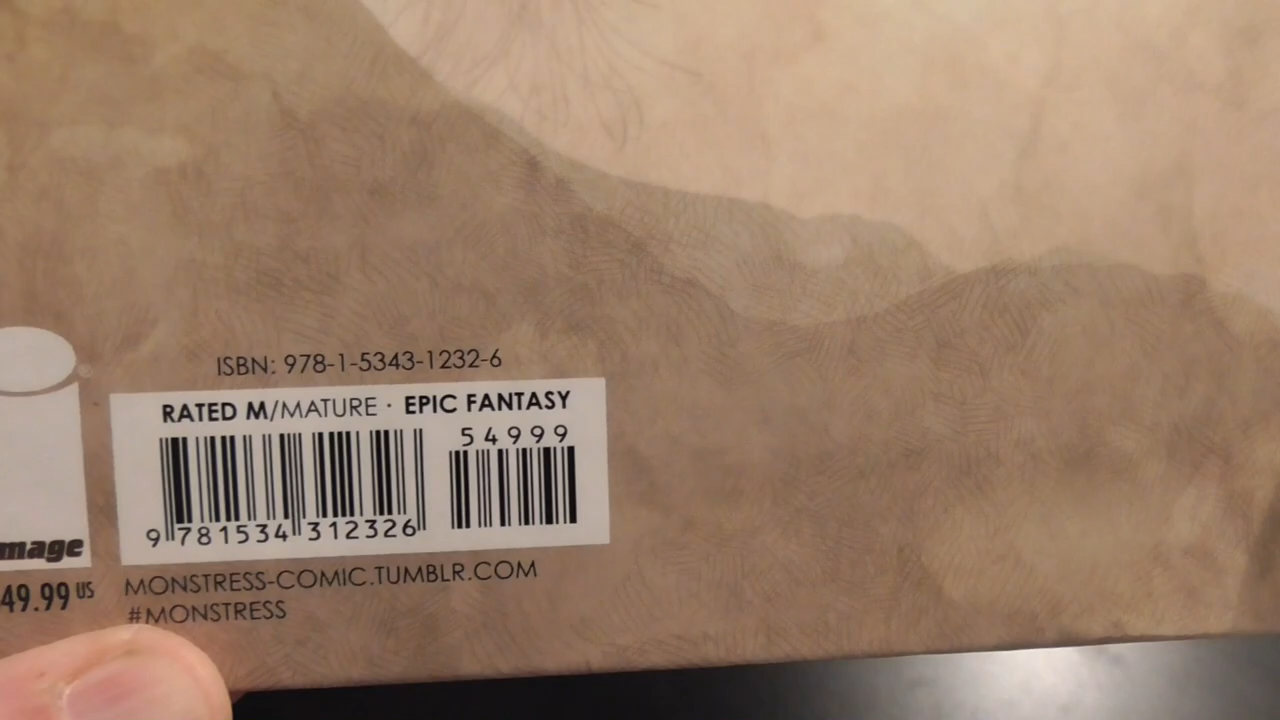 ISBN: 978-1-5343-1232-6
RATED M/MATURE · EPIC FANTASY
54999
9 781534 312326
mage
49.99 US
MONSTRESS-COMIC.TUMBLR.COM
#MONSTRESS